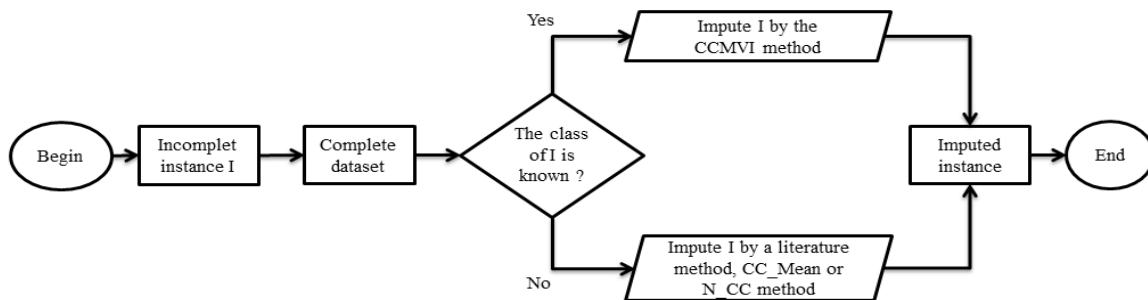 Begin
Incomplet
instance I
Complete
dataset
The class
of I is
known ?
Yes
Impute I by the
CCMVI method
No
Impute I by a literature
method, CC_Mean or
N_CC method
Imputed
instance
End